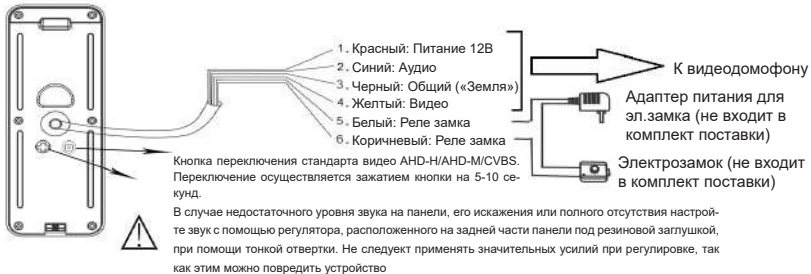 1. Красный: Питание 12В
2. Синий: Аудио
3. Черный: Общий («Земля»)
4. Желтый: Видео
5. Белый: Реле замка
6. Коричневый: Реле замка
К видеодомофону
Адаптер питания для
эл.замка (не входит в
комплект поставки)
Электрозамок (не входит
в комплект поставки)
Кнопка переключения стандарта видео AHD-H/AHD-M/CVBS.
Переключение осуществляется зажатием кнопки на 5-10 се-
кунд.
В случае недостаточного уровня звука на панели, его искажения или полного отсутствия настрой-
те звук с помощью регулятора, расположенного на задней части панели под резиновой заглушкой,
при помощи тонкой отвертки. Не следует применять значительных усилий при регулировке, так
как этим можно повредить устройство